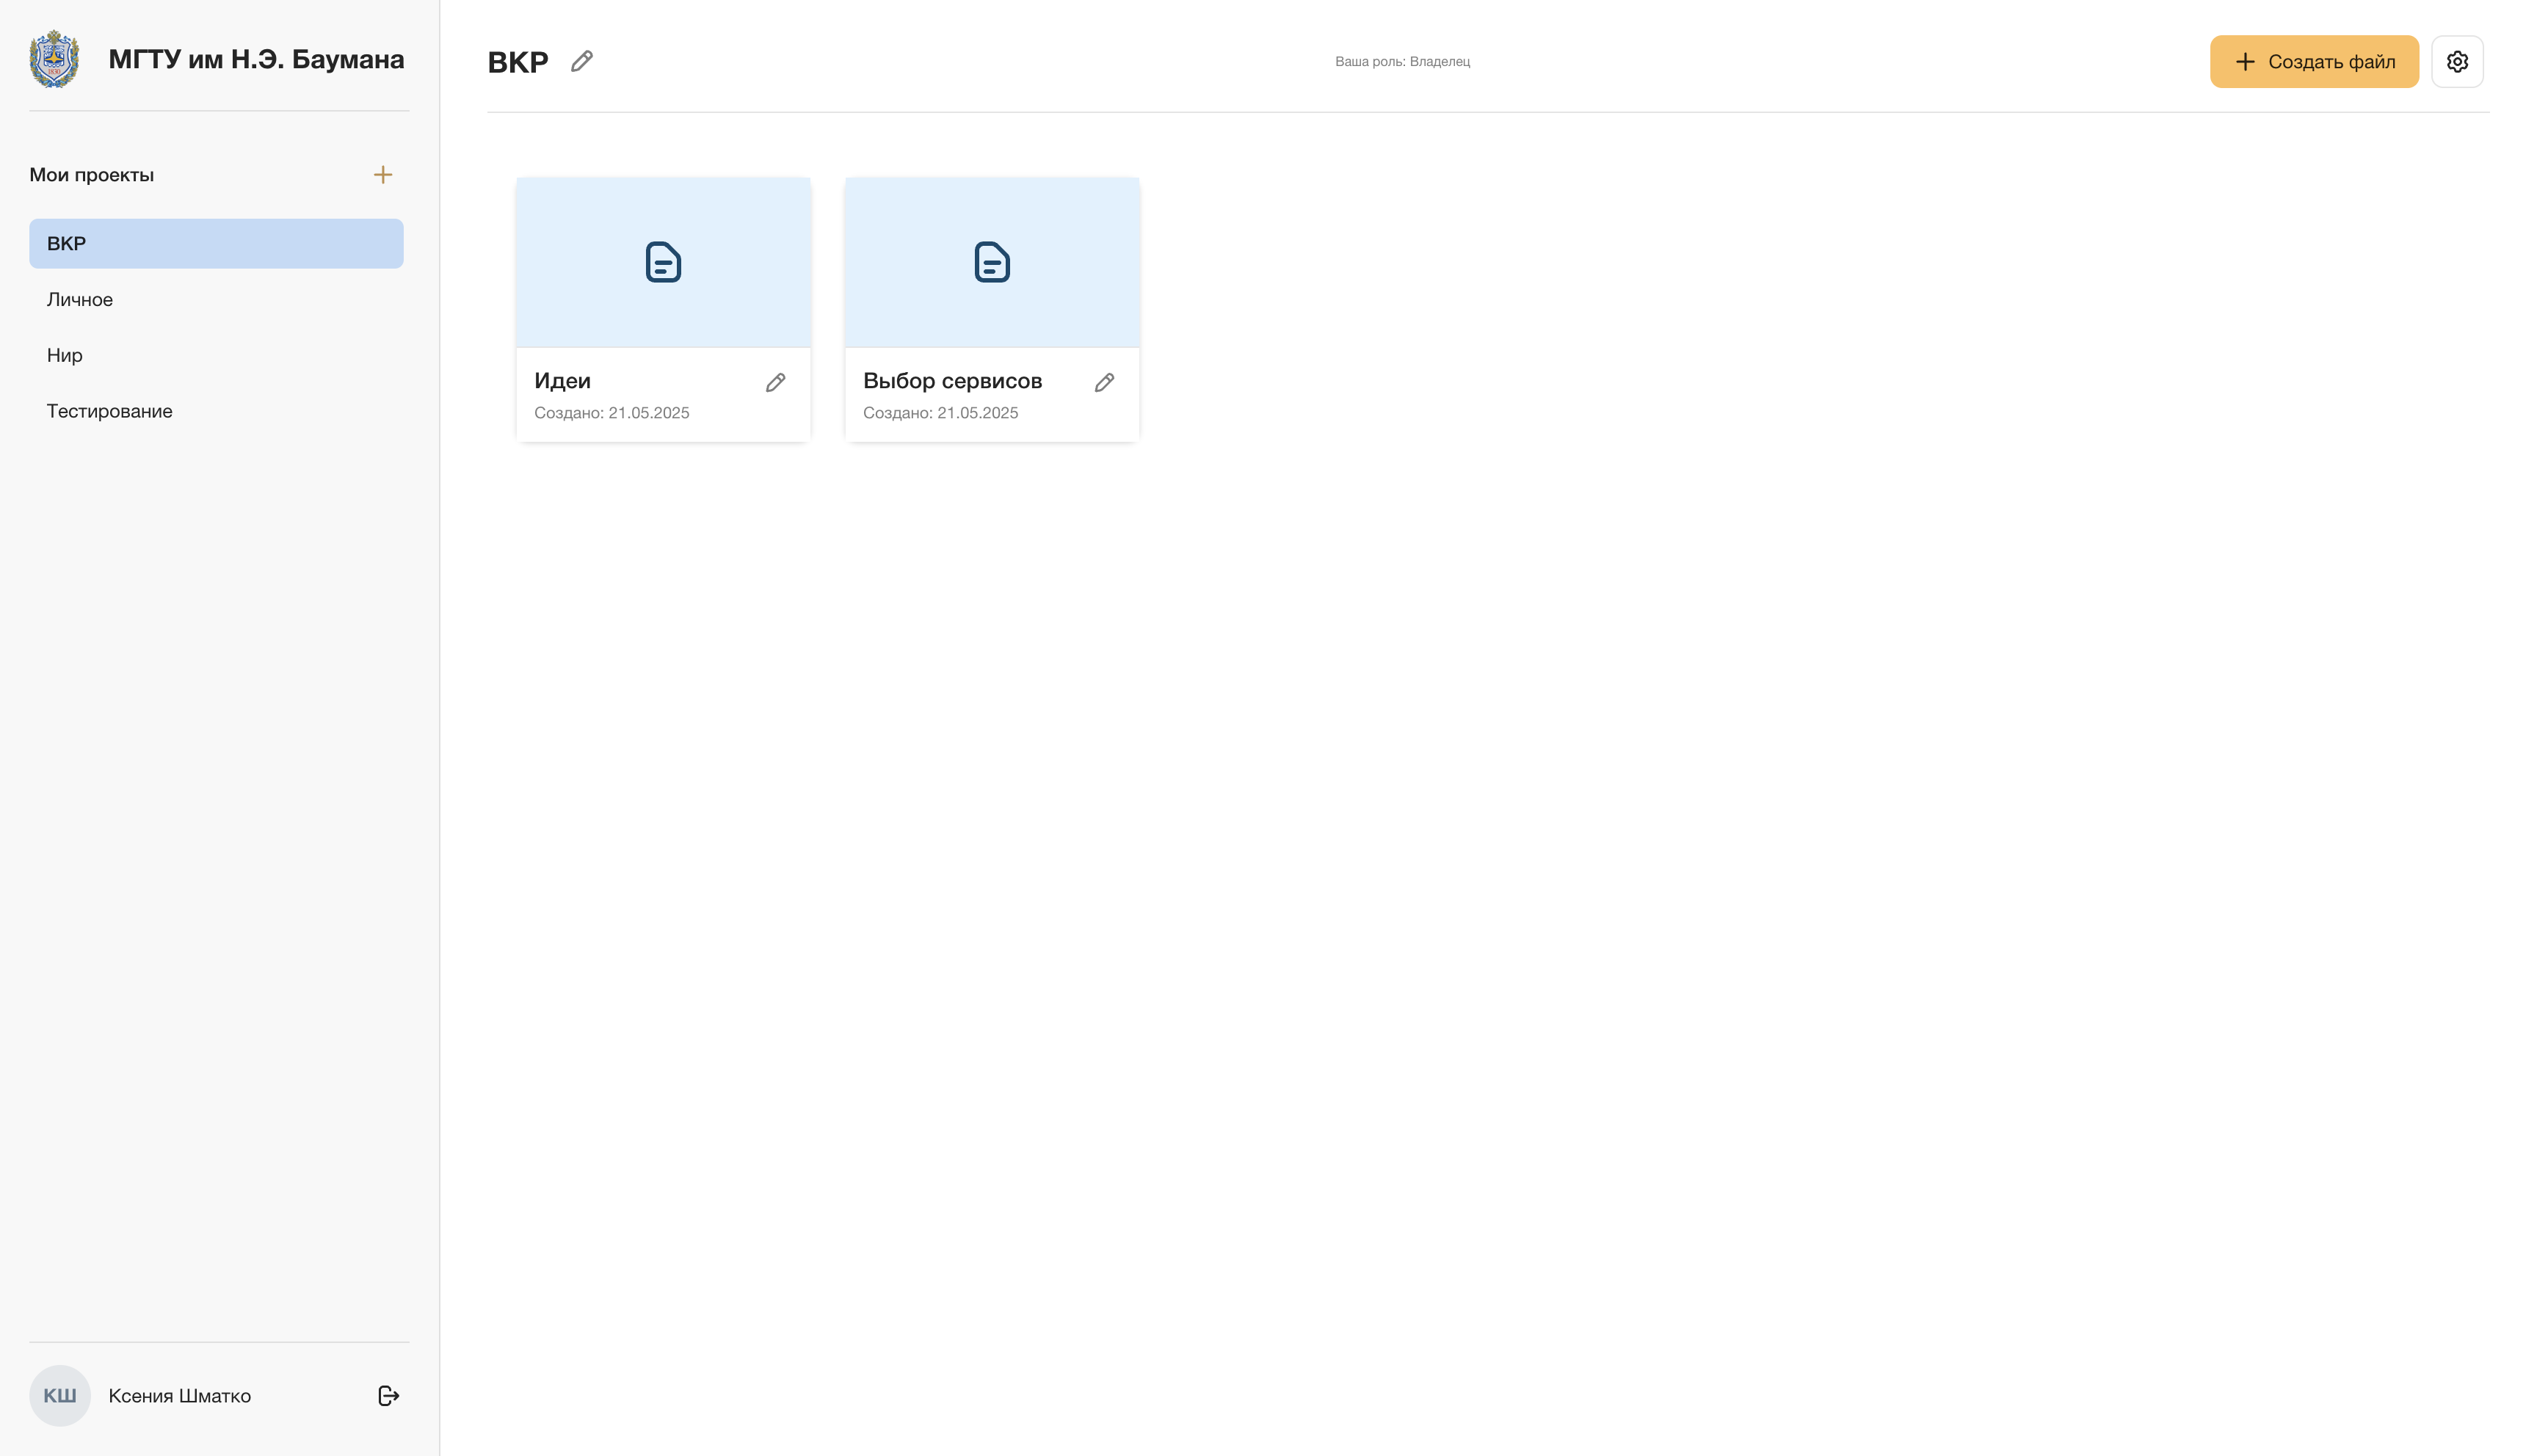 МГТУ им Н.Э. Баумана
Мои проекты
ВКР
Личное
Нир
Тестирование
КШ
Ксения Шматко
ВКР
Ваша роль: Владелец
Создать файл
Идеи
Создано: 21.05.2025
Выбор сервисов
Создано: 21.05.2025